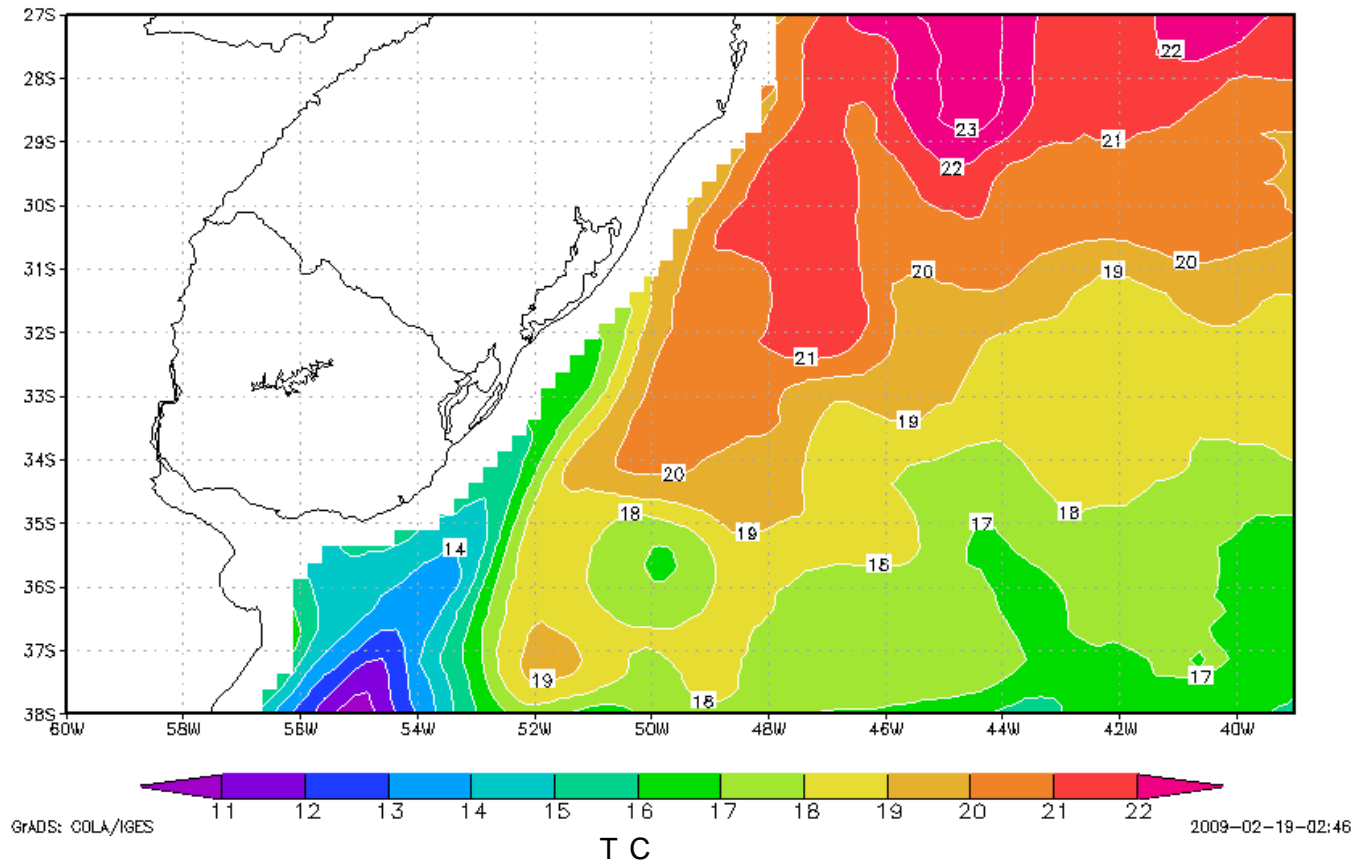 27S
22
28S
23
29S
21
22
30S
31S
20
19
20
32S
21
33S
19
34S
20
18
35S
18
17
19
14
18
36S
37S
19
17
18
38S
60W 58W 56W 54W 52W 50W 48W 46W 44W 42W 40W
11 12 13 14 15 16 17 18 19 20 21 22
GrADS: COLA/IGES 2009-02-19-02:46
T C